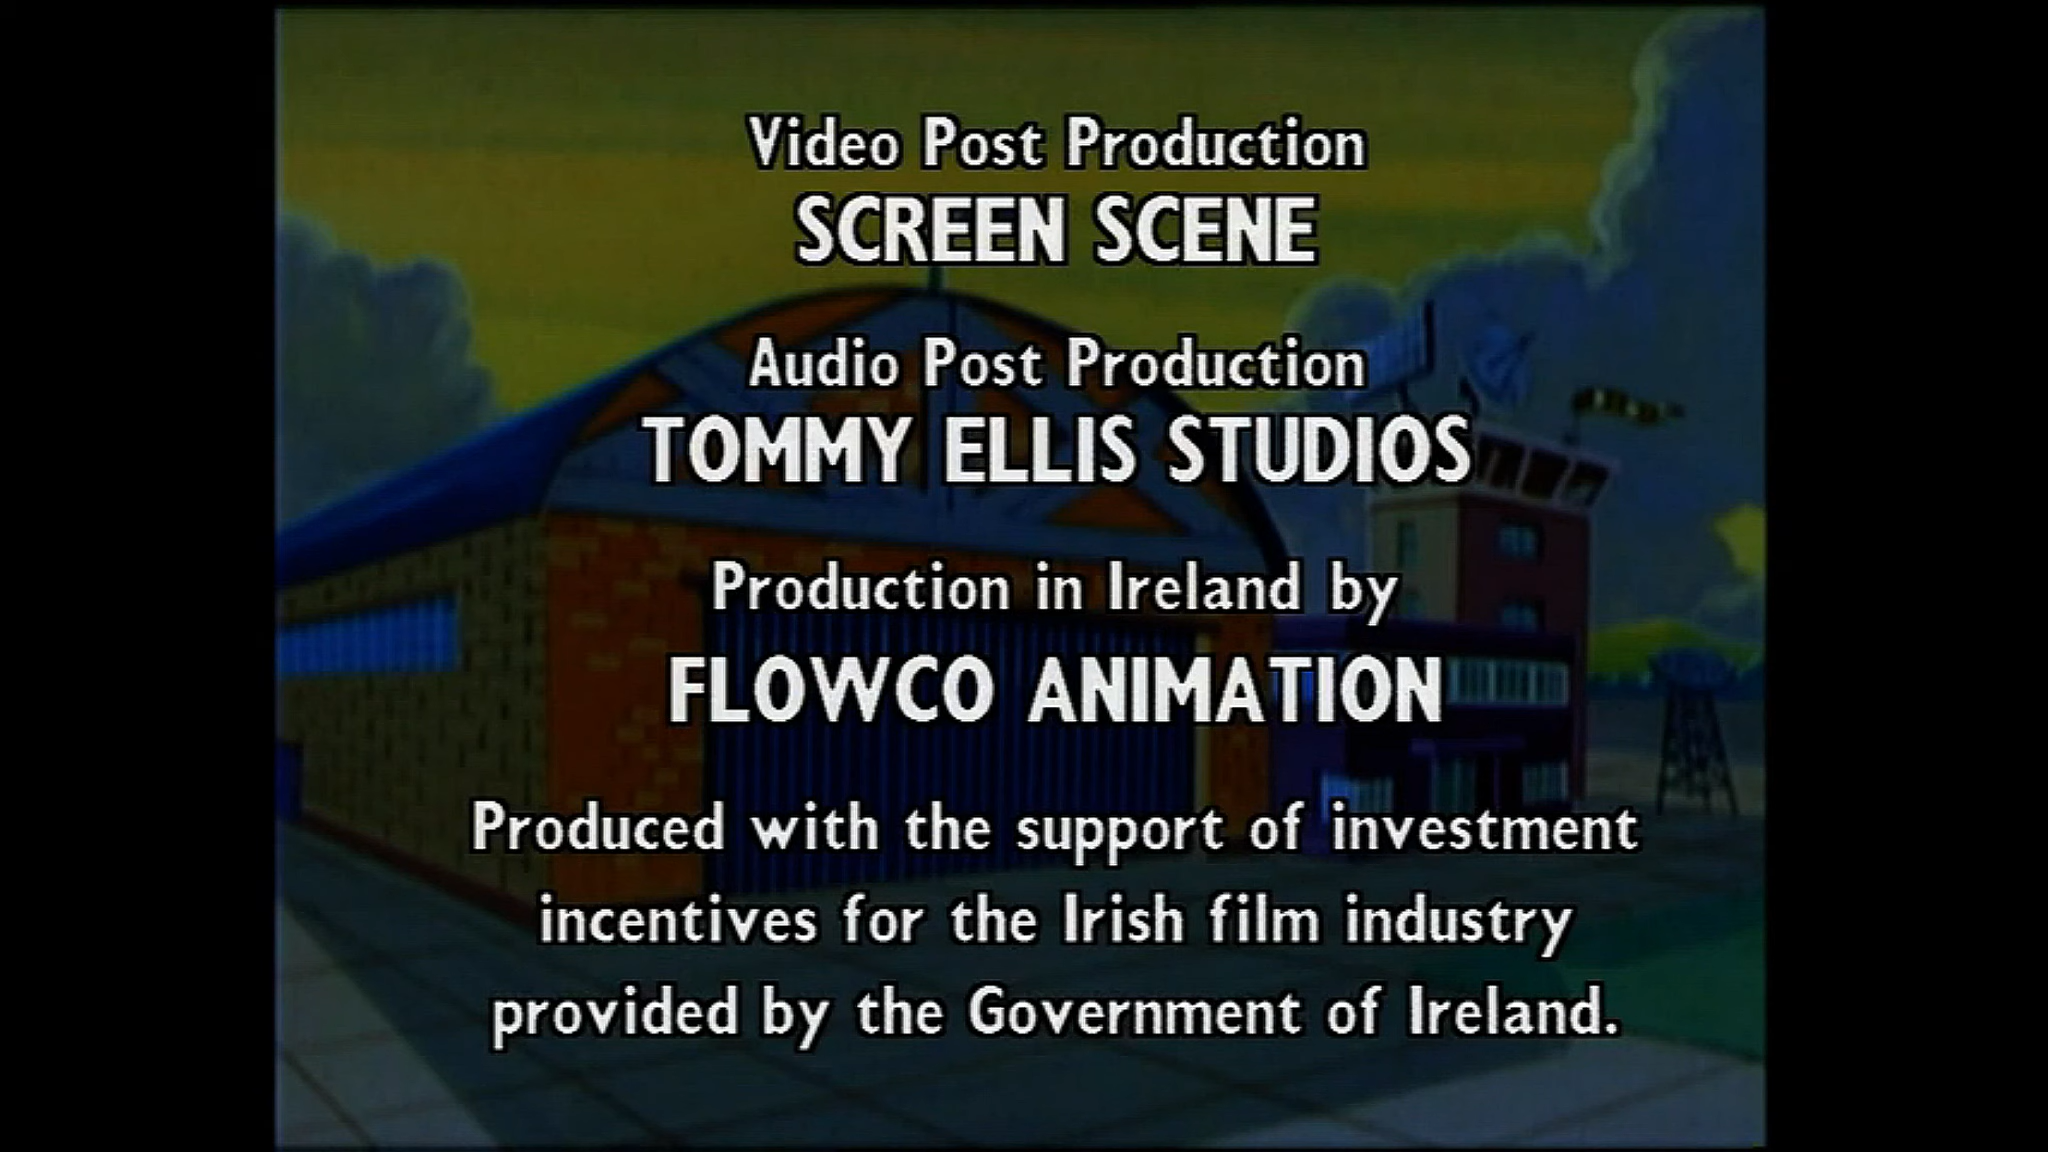 Video Post Production
SCREEN SCENE
Audio Post Production
TOMMY ELLIS STUDIOS
Production in Ireland by
FLOWCO ANIMATION
Produced with the support of investment
incentives for the Irish film industry
provided by the Government of Ireland.